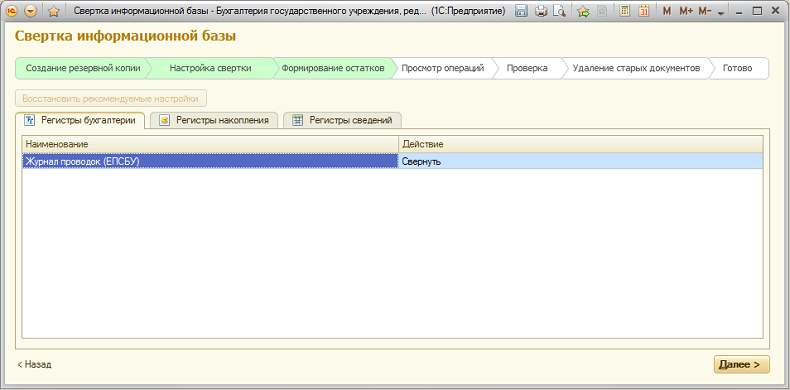 Свертка информационной базы - Бухгалтерия государственного учреждения, ред... (1С:Предприятие)
31
M M+ M-
Свертка информационной базы
Создание резервной копии Настройка свертки Формирование остатков Просмотр операций Проверка Удаление старых документов Готово
Восстановить рекомендуемые настройки
Регистры бухгалтерии Регистры накопления Регистры сведений
Наименование Действие
Журнал проводок (ЕПСБУ) Свернуть
< Назад Далее >